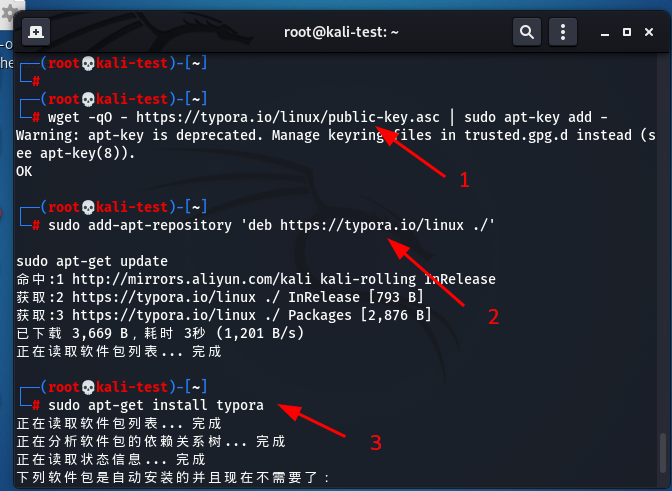 -o
he
root@kali-test: ~
┌──(root💀kali-test)-[~]
└─#
┌──(root💀kali-test)-[~]
└─# wget -qO - https://typora.io/linux/public-key.asc | sudo apt-key add -
Warning: apt-key is deprecated. Manage keyring files in trusted.gpg.d instead (s
ee apt-key(8)).
OK
1
┌──(root💀kali-test)-[~]
└─# sudo add-apt-repository 'deb https://typora.io/linux ./'
sudo apt-get update
命中:1 http://mirrors.aliyun.com/kali kali-rolling InRelease
获取:2 https://typora.io/linux ./ InRelease [793 B]
获取:3 https://typora.io/linux ./ Packages [2,876 B]
2
已下载 3,669 B，耗时 3秒 (1,201 B/s)
正在读取软件包列表... 完成
┌──(root💀kali-test)-[~]
└─# sudo apt-get install typora
正在读取软件包列表... 完成
正在分析软件包的依赖关系树... 完成
3
正在读取状态信息... 完成
下列软件包是自动安装的并且现在不需要了：